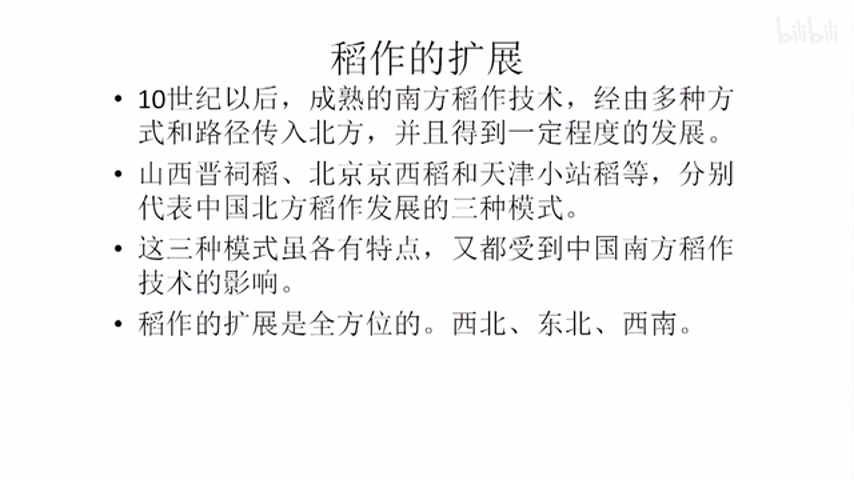 bilibili
稻作的扩展
• 10世纪以后，成熟的南方稻作技术，经由多种方
式和路径传入北方，并且得到一定程度的发展。
• 山西晋祠稻、北京京西稻和天津小站稻等，分别
代表中国北方稻作发展的三种模式。
• 这三种模式虽各有特点，又都受到中国南方稻作
技术的影响。
• 稻作的扩展是全方位的。西北、东北、西南。